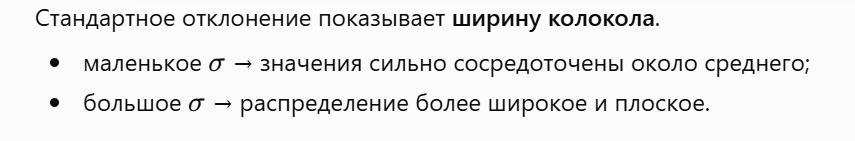 Стандартное отклонение показывает ширину колокола.
• маленькое σ → значения сильно сосредоточены около среднего;
• большое σ → распределение более широкое и плоское.